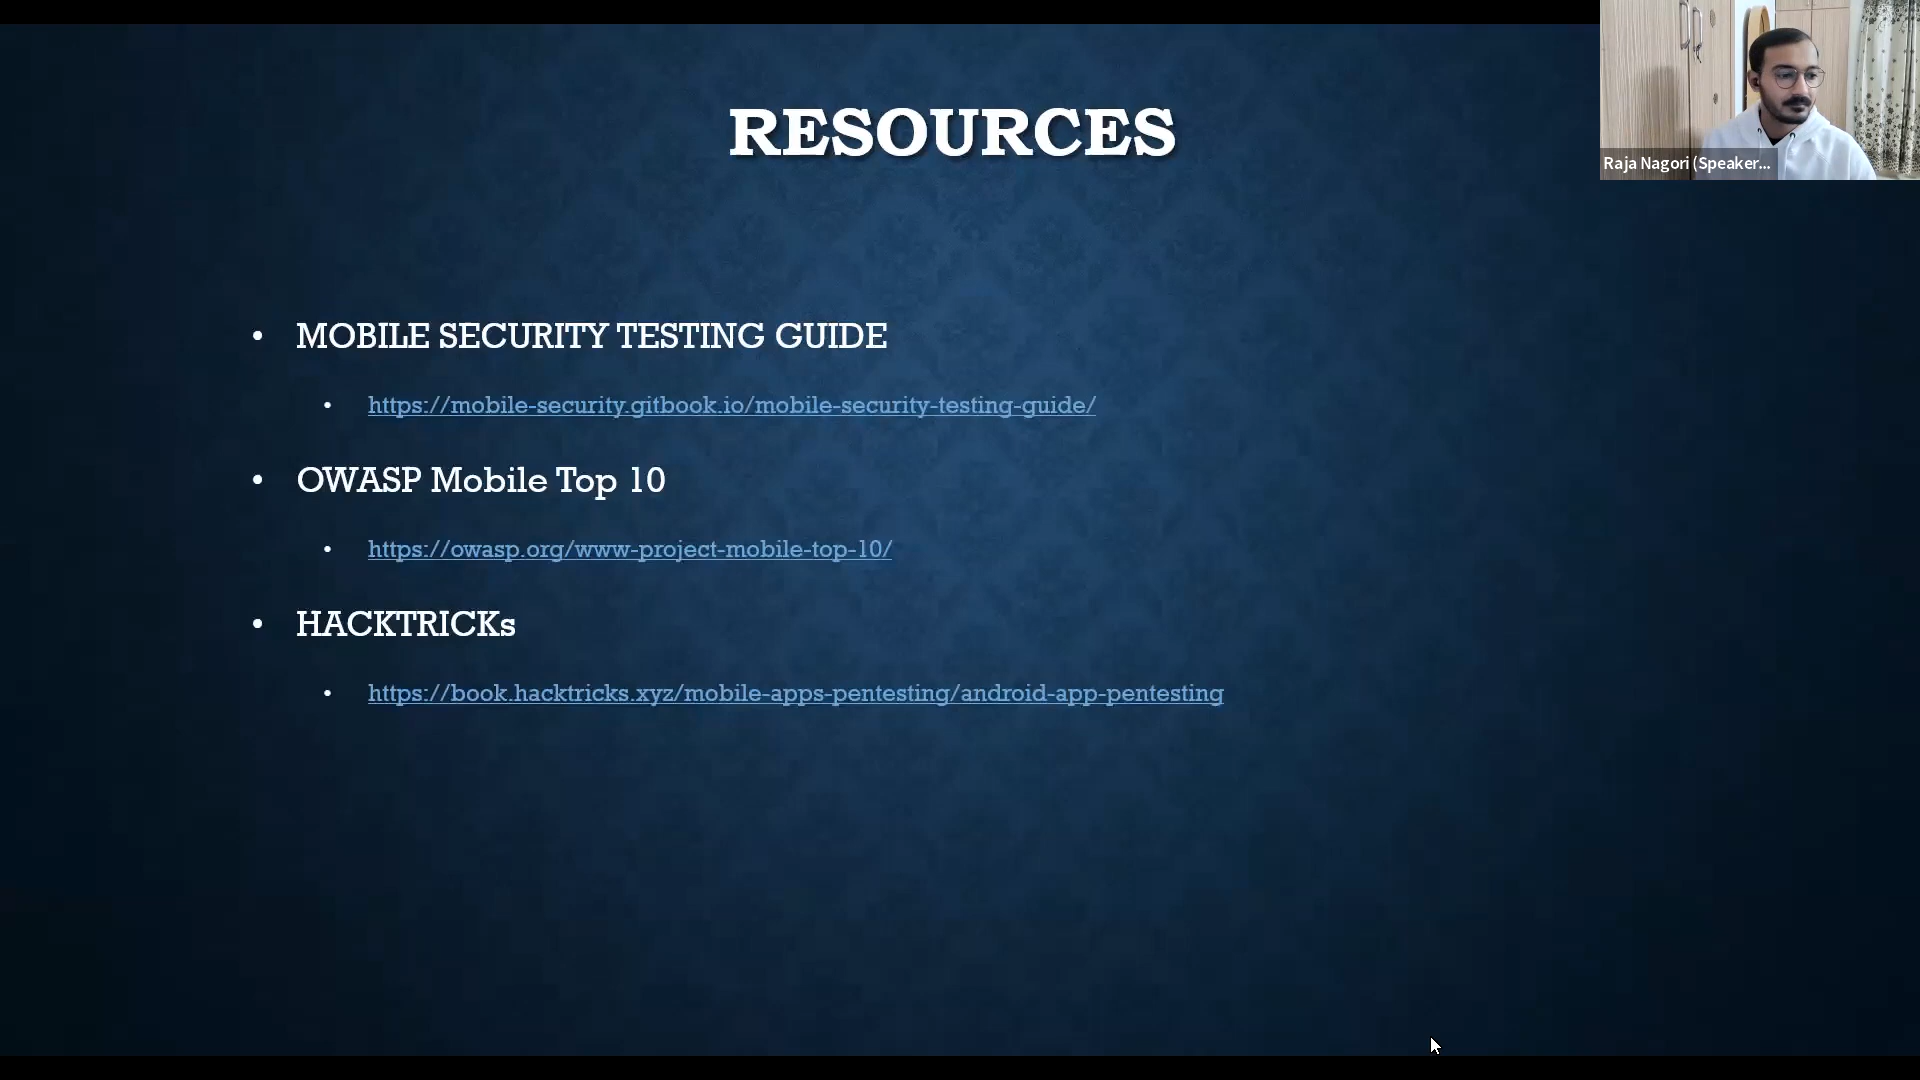 RESOURCES
Raja Nagori (Speaker...
• MOBILE SECURITY TESTING GUIDE
• https://mobile-security.gitbook.io/mobile-security-testing-guide/
• OWASP Mobile Top 10
• https://owasp.org/www-project-mobile-top-10/
• HACKTRICKs
• https://book.hacktricks.xyz/mobile-apps-pentesting/android-app-pentesting